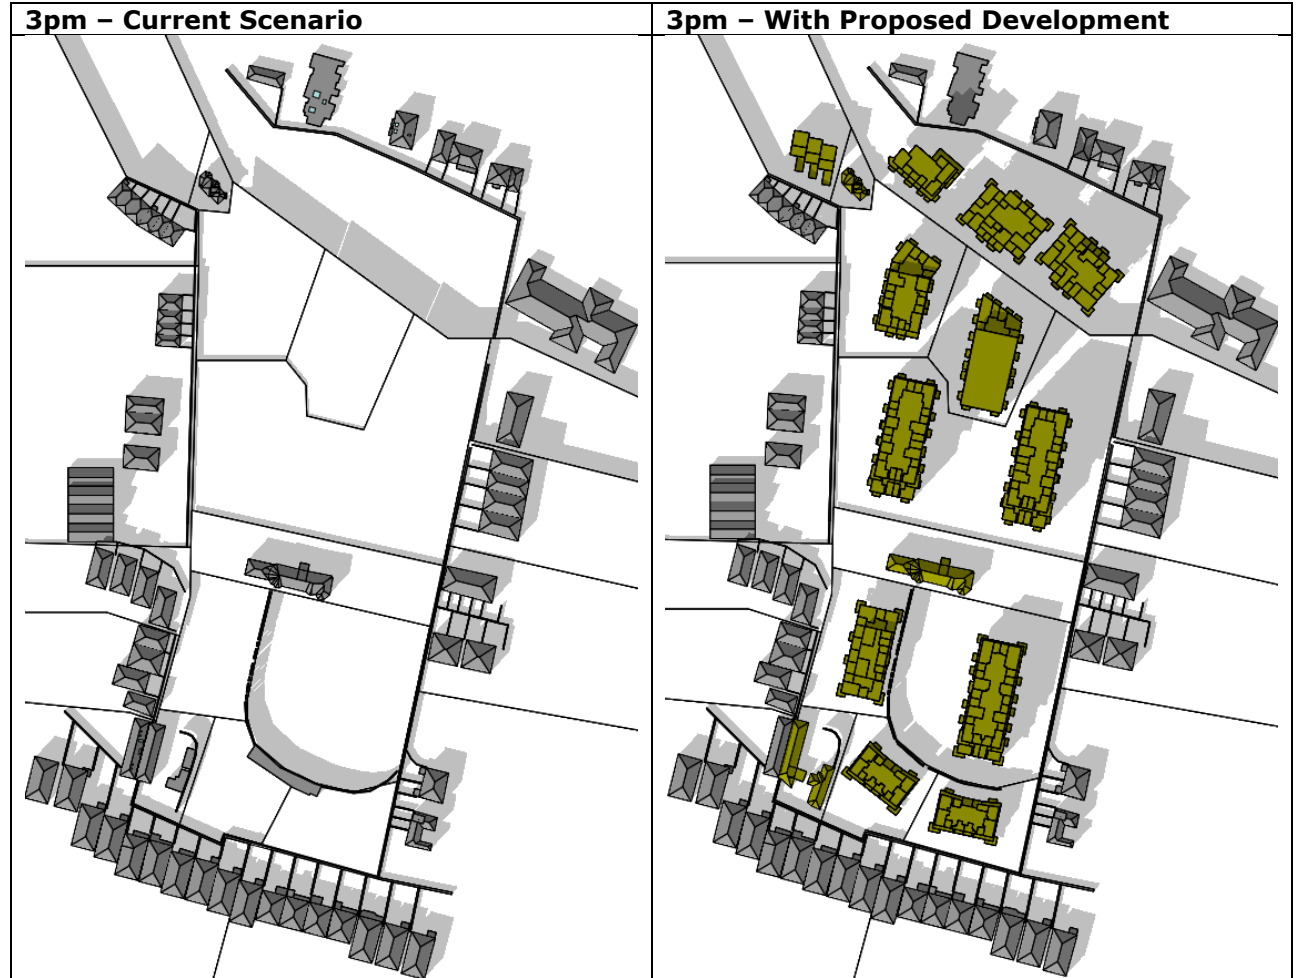 3pm – Current Scenario
3pm – With Proposed Development